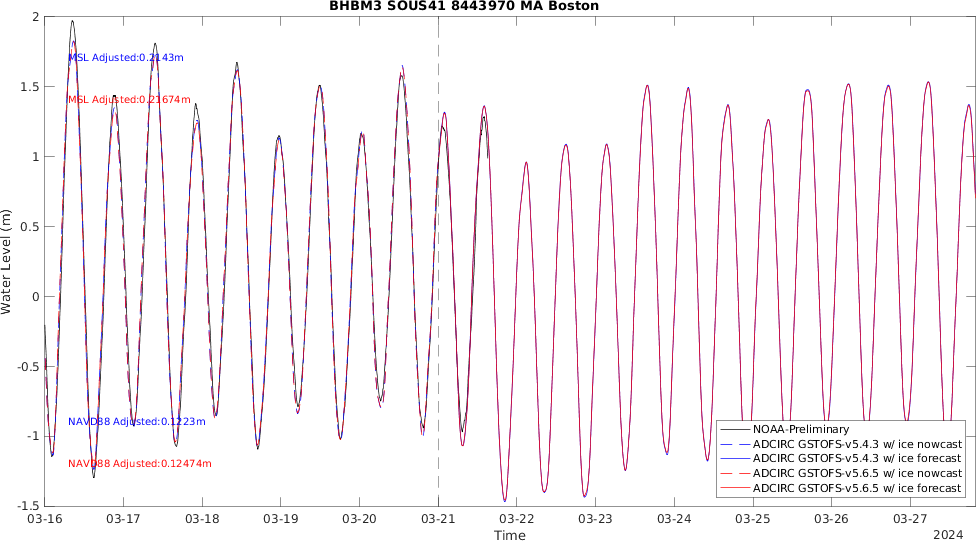 BHBM3 SOUS41 8443970 MA Boston
2
1.5
1
0.5
0
-0.5
-1
-1.5
Water Level (m)
MSL Adjusted:0.2143m
MSL Adjusted:0.21674m
NAVD88 Adjusted:0.1223m
NAVD88 Adjusted:0.12474m
NOAA-Preliminary
ADCIRC GSTOFS-v5.4.3 w/ ice nowcast
ADCIRC GSTOFS-v5.4.3 w/ ice forecast
ADCIRC GSTOFS-v5.6.5 w/ ice nowcast
ADCIRC GSTOFS-v5.6.5 w/ ice forecast
03-16 03-17 03-18 03-19 03-20 03-21 03-22 03-23 03-24 03-25 03-26 03-27
Time
2024